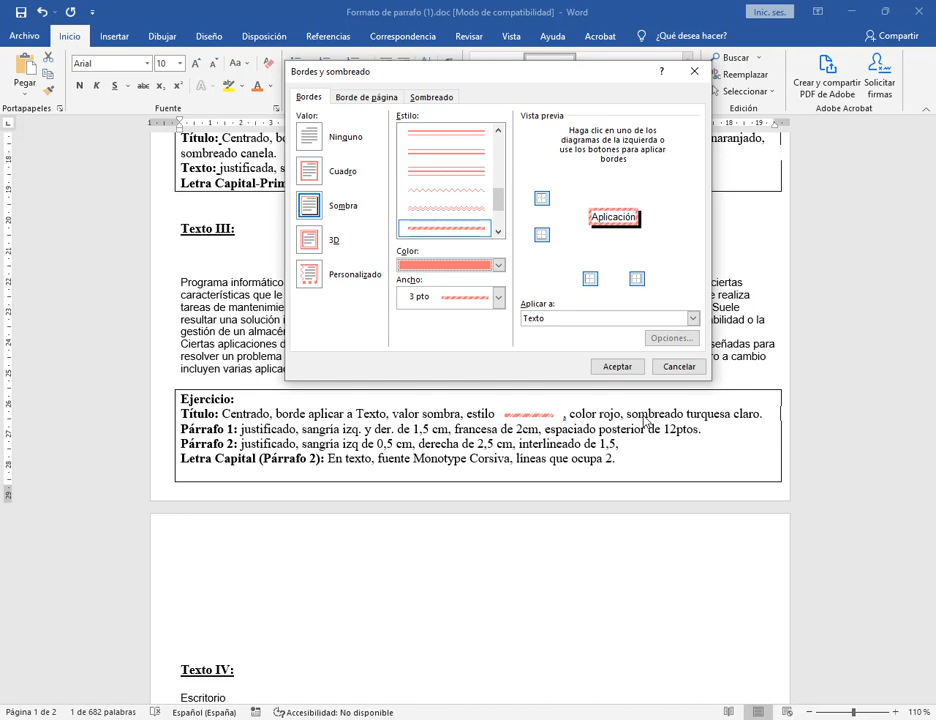 Formato de parrafo (1).doc [Modo de compatibilidad] - Word
Inic. ses.
Archivo Inicio Insertar Dibujar Diseño Disposición Referencias Correspondencia Revisar Vista Ayuda Acrobat ¿Qué desea hacer? Compartir
Pegar
Arial 10 A A Aa
N K S abc x₂ x² A A
Buscar
Reemplazar
Seleccionar
Crear y compartir PDF de Adobe
Solicitar firmas
Portapapeles Fuente Edición Adobe Acrobat
Bordes y sombreado ?
Bordes Borde de página Sombreado
Valor:
Ninguno
Cuadro
Sombra
3D
Personalizado
Estilo:
Color:
Ancho:
3 pto
Vista previa
Haga clic en uno de los
diagramas de la izquierda o
use los botones para aplicar
bordes
Aplicación
Aplicar a:
Texto
Opciones...
Aceptar Cancelar
Título: Centrado, b
naranjado,
sombreado canela.
Texto: justificada, s
Letra Capital-Prim
Texto III:
Programa informático
ciertas
características que le
realiza
tareas de mantenimie
Suele
resultar una solución i
abilidad o la
gestión de un almacé
Ciertas aplicaciones d
señadas para
resolver un problema
o a cambio
incluyen varias aplicac
Ejercicio:
Título: Centrado, borde aplicar a Texto, valor sombra, estilo , color rojo, sombreado turquesa claro.
Párrafo 1: justificado, sangría izq. y der. de 1,5 cm, francesa de 2cm, espaciado posterior de 12ptos.
Párrafo 2: justificado, sangría izq de 0,5 cm, derecha de 2,5 cm, interlineado de 1,5,
Letra Capital (Párrafo 2): En texto, fuente Monotype Corsiva, líneas que ocupa 2.
Texto IV:
Escritorio
Página 1 de 2 1 de 682 palabras Español (España) Accesibilidad: No disponible 110 %